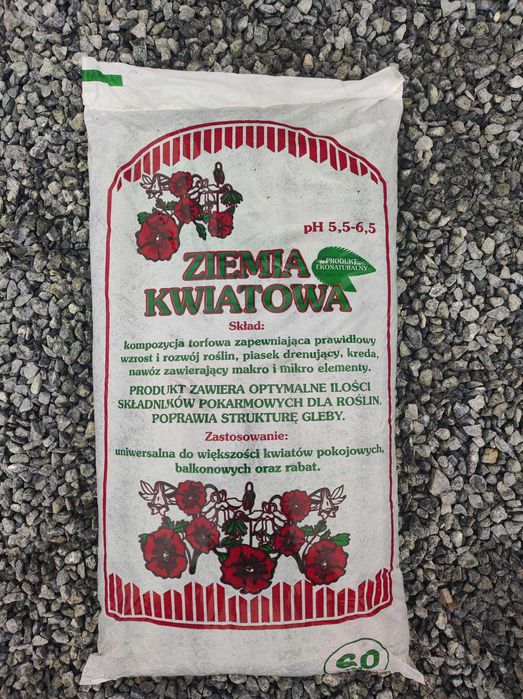 pH 5,5-6,5
PRODUKT
EKONATURALNY
ZIEMIA
KWIATOWA
Skład:
kompozycja torfowa zapewniająca prawidłowy
wzrost i rozwój roślin, piasek drenujący, kreda,
nawóz zawierający makro i mikro elementy.
PRODUKT ZAWIERA OPTYMALNE ILOŚCI
SKŁADNIKÓW POKARMOWYCH DLA ROŚLIN.
POPRAWIA STRUKTURĘ GLEBY.
Zastosowanie:
uniwersalna do większości kwiatów pokojowych,
balkonowych oraz rabat.
60